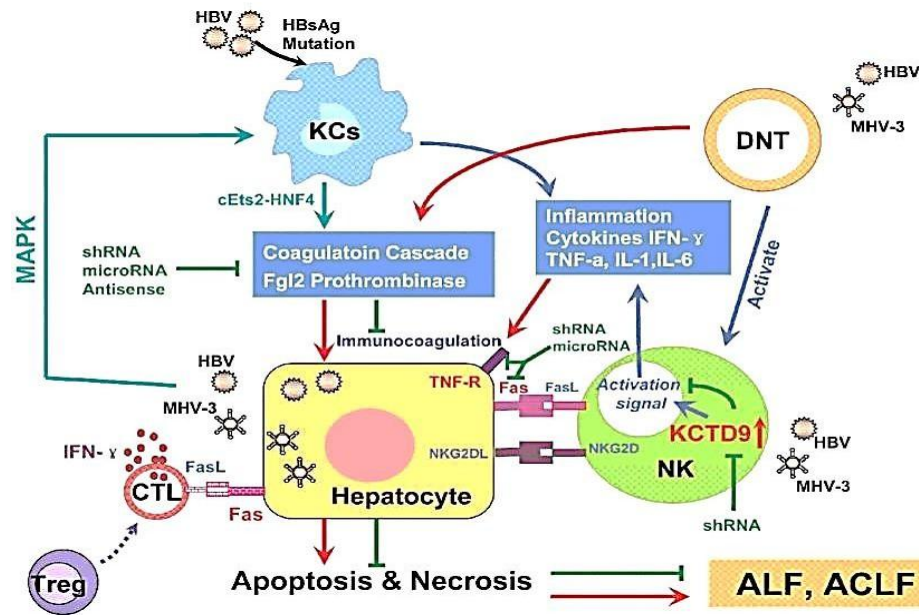 HBV
HBsAg
Mutation
KCs
HBV
MHV-3
DNT
cEts2-HNF4
MAPK
Inflammation
Cytokines IFN- γ
TNF-a, IL-1,IL-6
Coagulatoin Cascade
Fgl2 Prothrombinase
shRNA
microRNA
Antisense
Activate
Immunocoagulation
shRNA
microRNA
HBV
MHV-3
TNF-R
Fas
FasL
Activation
signal
KCTD9
HBV
MHV-3
IFN- γ
FasL
CTL
Fas
NKG2DL
NKG2D
NK
Hepatocyte
shRNA
Treg
Apoptosis & Necrosis
ALF, ACLF